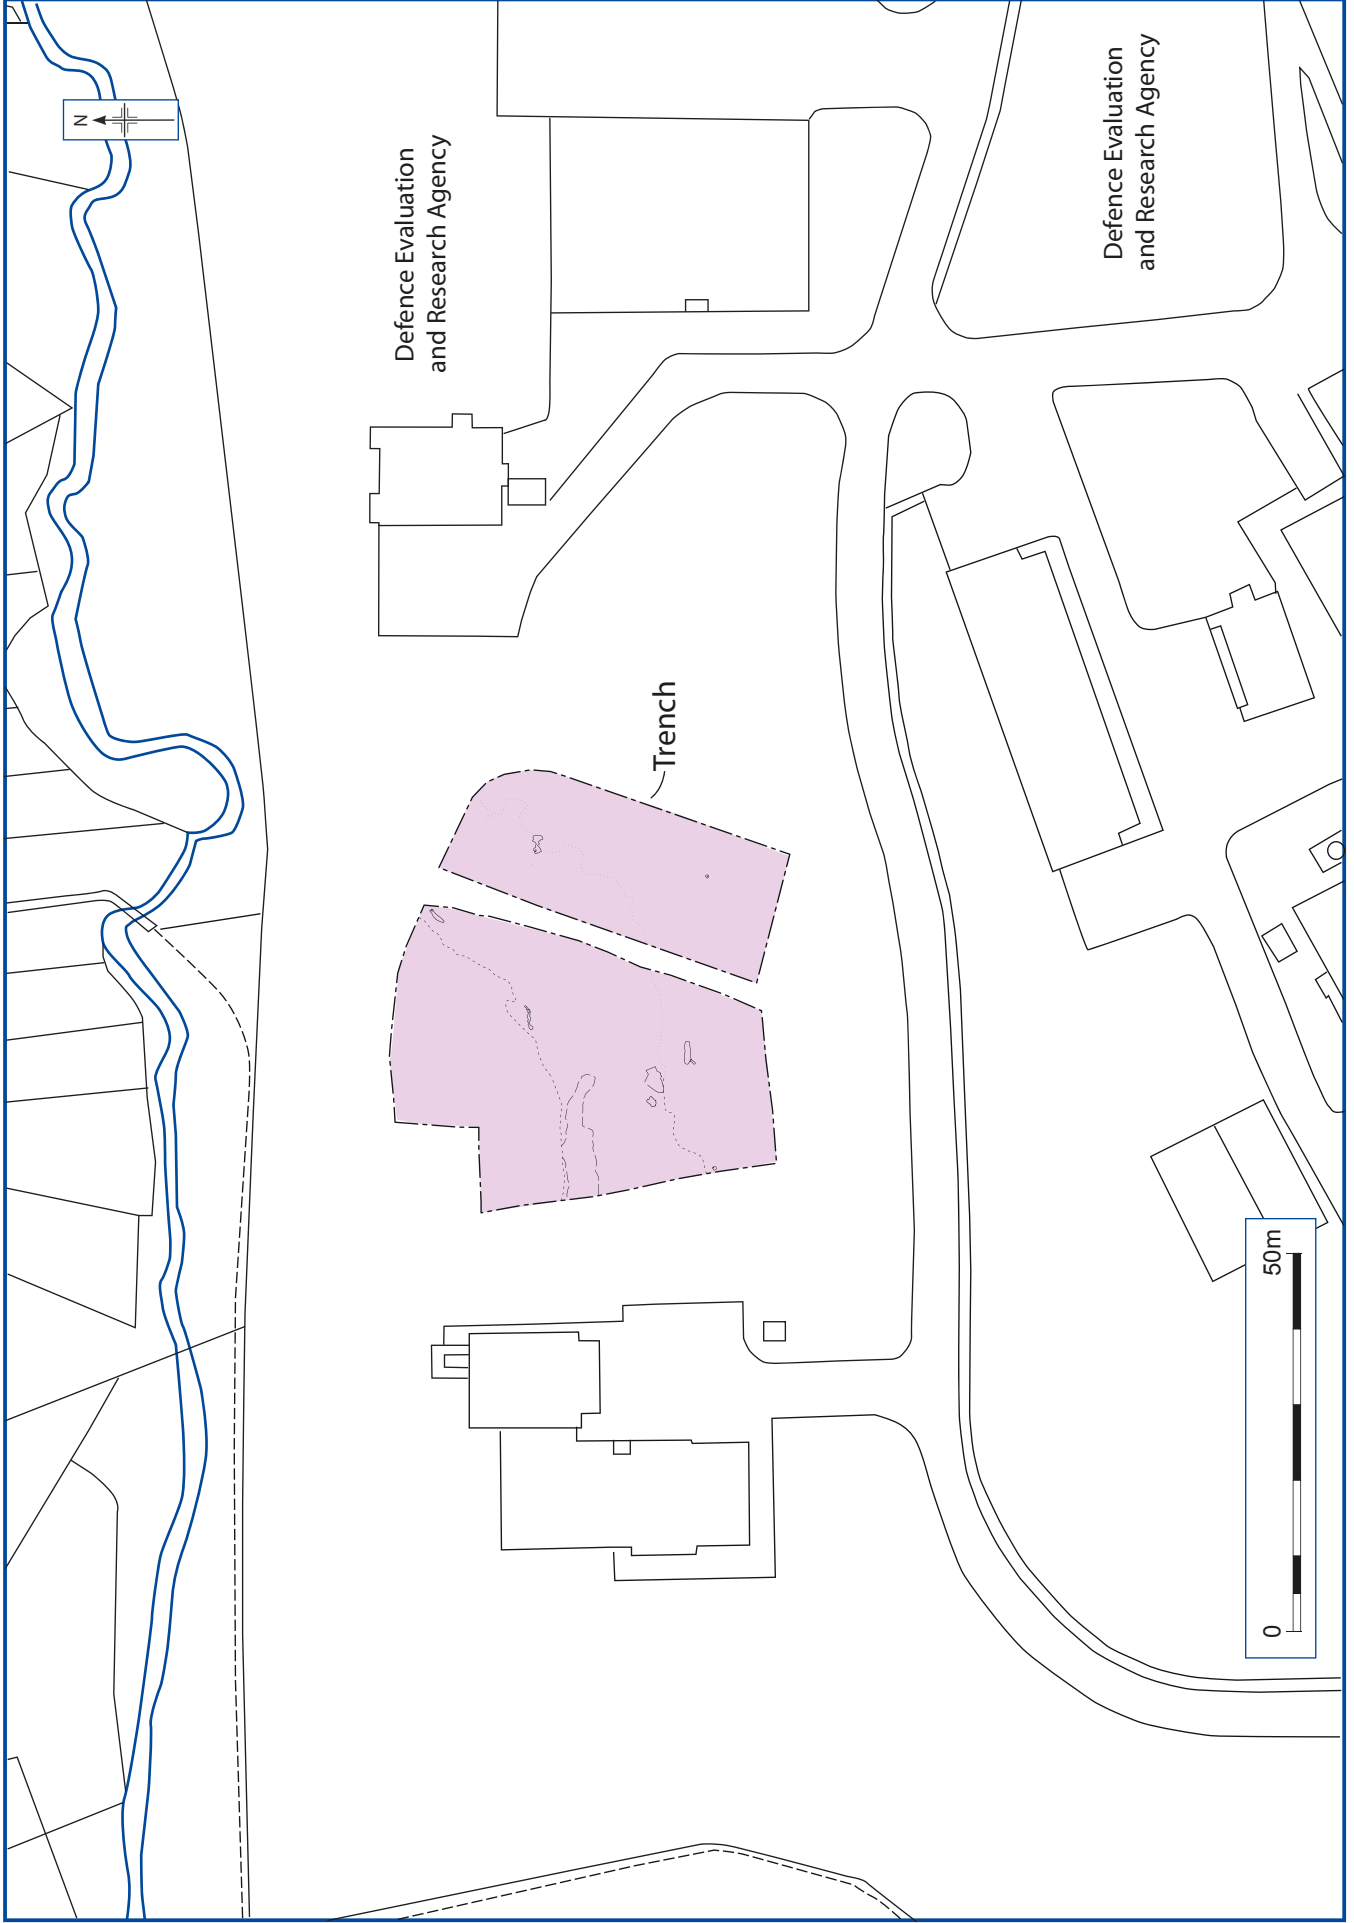 N
Defence Evaluation
and Research Agency
Defence Evaluation
and Research Agency
Trench
0
50m